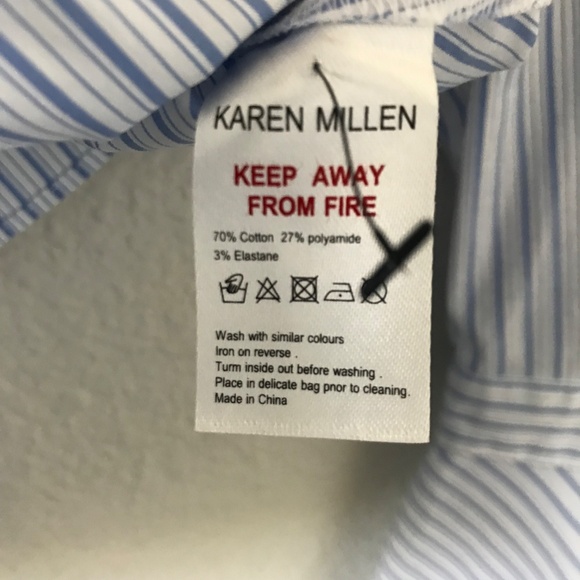 KAREN MILLEN
KEEP AWAY
FROM FIRE
70% Cotton 27% polyamide
3% Elastane
Wash with similar colours
Iron on reverse .
Turm inside out before washing .
Place in delicate bag pnor to cleaning.
Made in China